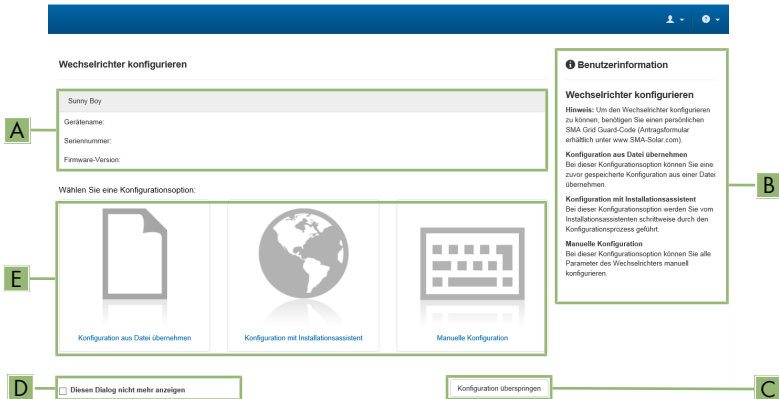 Wechselrichter konfigurieren
Sunny Boy
Gerätename:
Seriennummer:
Firmware-Version:
A
Wählen Sie eine Konfigurationsoption:
Konfiguration aus Datei übernehmen
Konfiguration mit Installationsassistent
Manuelle Konfiguration
E
Diesen Dialog nicht mehr anzeigen
D
Konfiguration überspringen
C
Benutzerinformation
Wechselrichter konfigurieren
Hinweis: Um den Wechselrichter konfigurieren
zu können, benötigen Sie einen persönlichen
SMA Grid Guard-Code (Antragsformular
erhältlich unter www.SMA-Solar.com).
Konfiguration aus Datei übernehmen
Bei dieser Konfigurationsoption können Sie eine
zuvor gespeicherte Konfiguration aus einer Datei
übernehmen.
Konfiguration mit Installationsassistent
Bei dieser Konfigurationsoption werden Sie vom
Installationsassistenten schrittweise durch den
Konfigurationsprozess geführt.
Manuelle Konfiguration
Bei dieser Konfigurationsoption können Sie alle
Parameter des Wechselrichters manuell
konfigurieren.
B